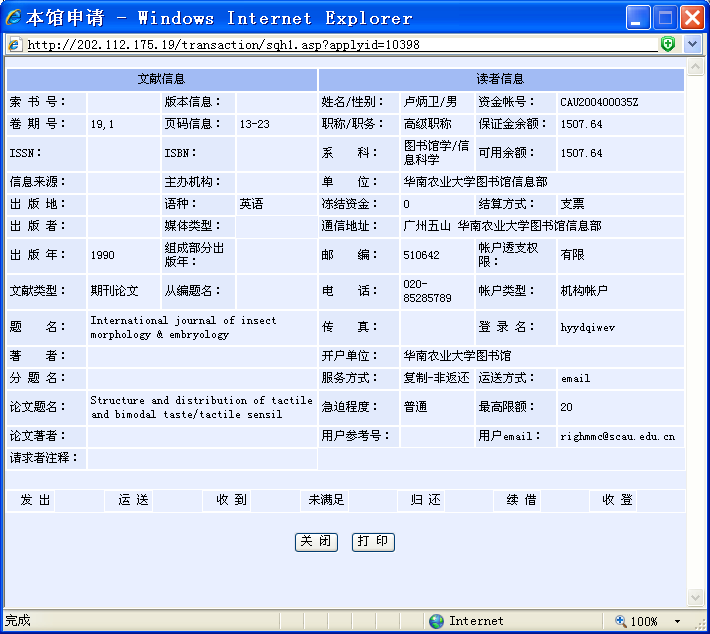 本馆申请 - Windows Internet Explorer
http://202.112.175.19/transaction/sqh1.asp?applyid=10398
文献信息 读者信息
索 书 号： 版本信息： 姓名/性别： 卢炳卫/男 资金帐号： CAU200400035Z
卷 期 号： 19,1 页码信息： 13-23 职称/职务： 高级职称 保证金余额： 1507.64
ISSN： ISBN： 系　　科： 图书馆学/信息科学 可用余额： 1507.64
信息来源： 主办机构： 单　　位： 华南农业大学图书馆信息部
出 版 地： 语种： 英语 冻结资金： 0 结算方式： 支票
出 版 者： 媒体类型： 通信地址： 广州五山 华南农业大学图书馆信息部
出 版 年： 1990 组成部分出版年： 邮　　编： 510642 帐户透支权限： 有限
文献类型： 期刊论文 从编题名： 电　　话： 020-85285789 帐户类型： 机构帐户
题　　名： International journal of insect morphology & embryology 传　　真： 登 录 名： hyydqiwev
著　　者： 开户单位： 华南农业大学图书馆
分 题 名： 服务方式： 复制-非返还 运送方式： email
论文题名： Structure and distribution of tactile and bimodal taste/tactile sensil 急迫程度： 普通 最高限额： 20
论文著者： 用户参考号： 用户email： righmmc@scau.edu.cn
请求者注释：
发 出 运 送 收 到 未满足 归 还 续 借 收 登
关 闭 打 印
完成 Internet 100%